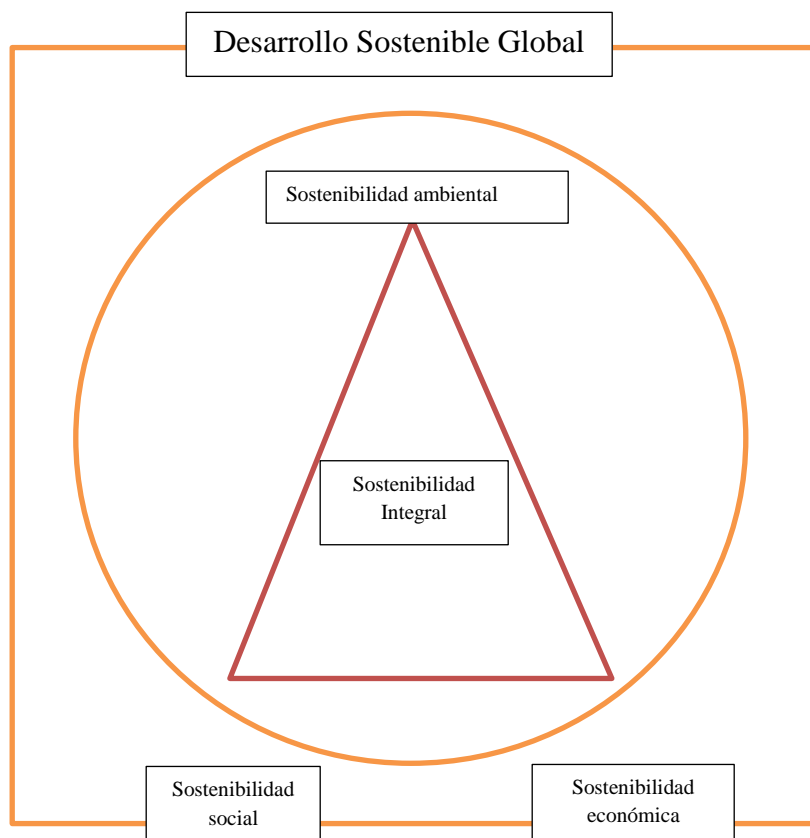 Desarrollo Sostenible Global
Sostenibilidad ambiental
Sostenibilidad
Integral
Sostenibilidad
social
Sostenibilidad
económica